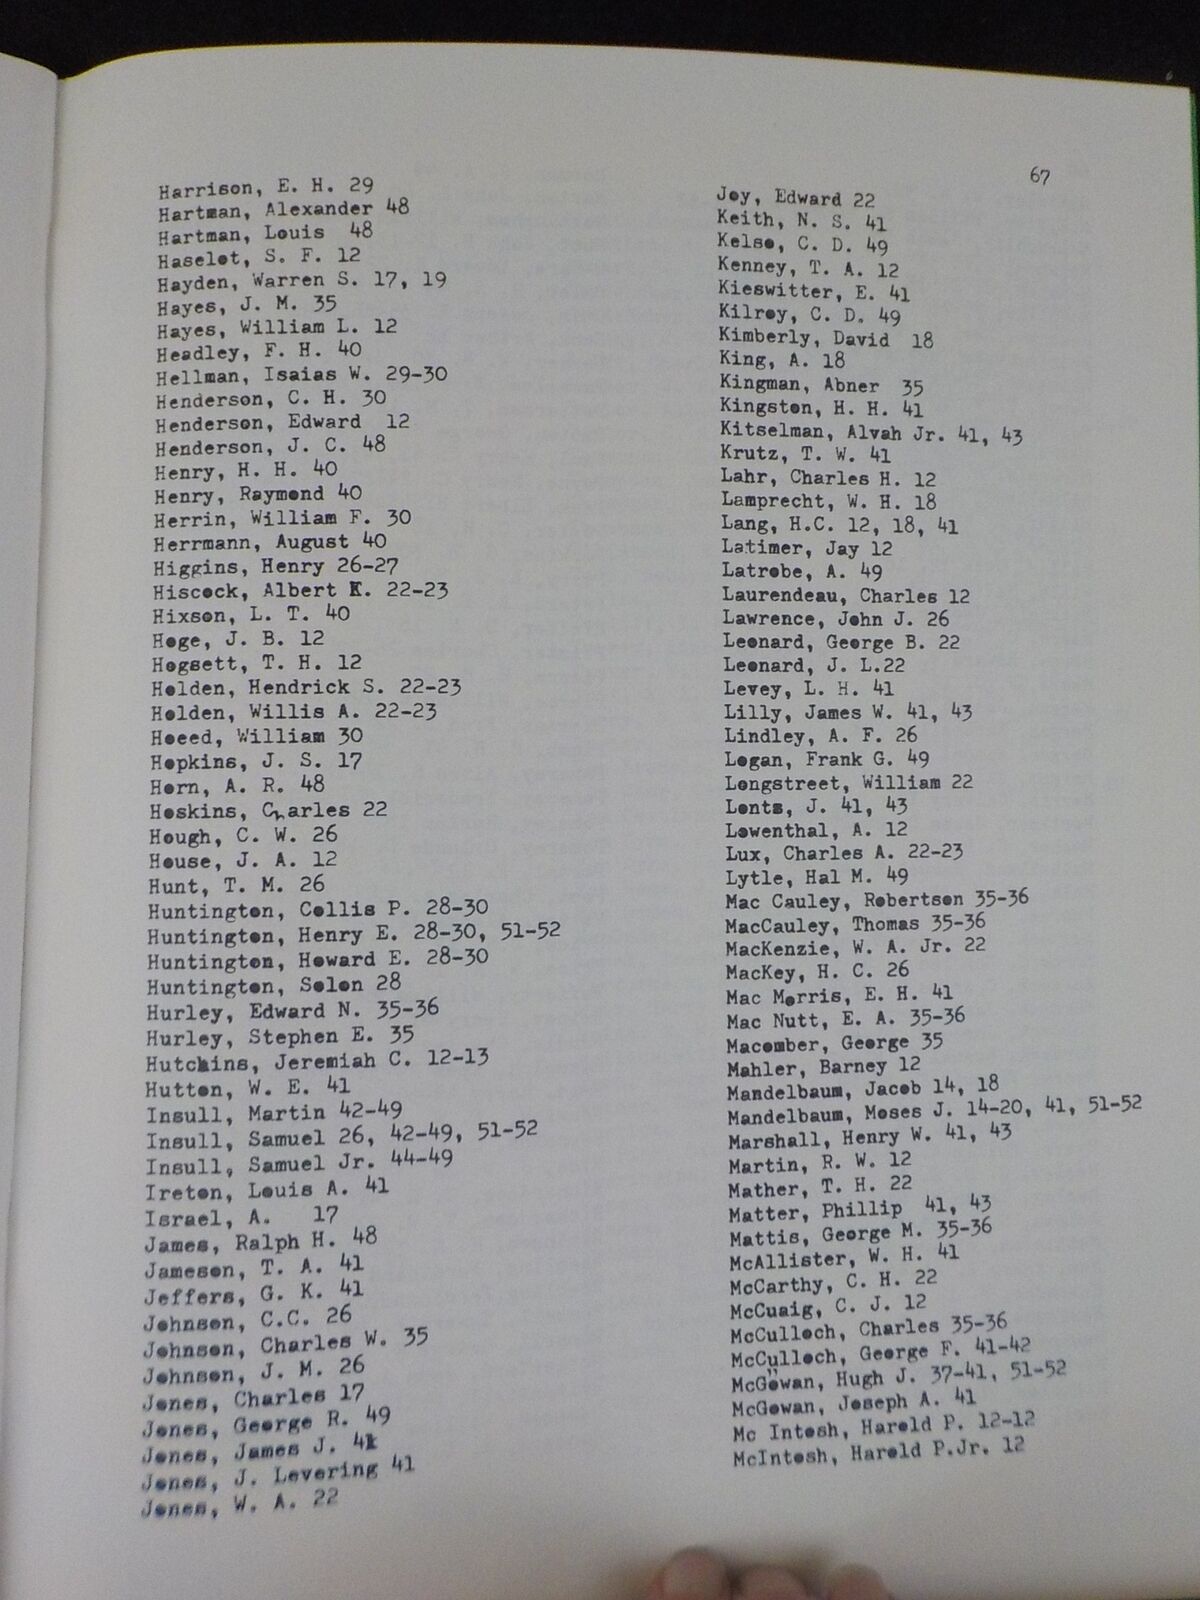 67
Harrison, E. H. 29
Hartman, Alexander 48
Hartman, Louis 48
Haselot, S. F. 12
Hayden, Warren S. 17, 19
Hayes, J. M. 35
Hayes, William L. 12
Headley, F. H. 40
Hellman, Isaias W. 29-30
Henderson, C. H. 30
Henderson, Edward 12
Henderson, J. C. 48
Henry, H. H. 40
Henry, Raymond 40
Herrin, William F. 30
Herrmann, August 40
Higgins, Henry 26-27
Hiscock, Albert K. 22-23
Hixson, L. T. 40
Hoge, J. B. 12
Hogsett, T. H. 12
Holden, Hendrick S. 22-23
Holden, Willis A. 22-23
Hoeed, William 30
Hopkins, J. S. 17
Horn, A. R. 48
Hoskins, Charles 22
Hough, C. W. 26
House, J. A. 12
Hunt, T. M. 26
Huntington, Collis P. 28-30
Huntington, Henry E. 28-30, 51-52
Huntington, Howard E. 28-30
Huntington, Solon 28
Hurley, Edward N. 35-36
Hurley, Stephen E. 35
Hutchins, Jeremiah C. 12-13
Hutton, W. E. 41
Insull, Martin 42-49
Insull, Samuel 26, 42-49, 51-52
Insull, Samuel Jr. 44-49
Ireton, Louis A. 41
Israel, A. 17
James, Ralph H. 48
Jameson, T. A. 41
Jeffers, G. K. 41
Johnson, C.C. 26
Johnson, Charles W. 35
Johnson, J. M. 26
Jones, Charles 17
Jones, George R. 49
Jones, James J. 41
Jones, J. Levering 41
Jones, W. A. 22
Joy, Edward 22
Keith, N. S. 41
Kelso, C. D. 49
Kenney, T. A. 12
Kieswitter, E. 41
Kilroy, C. D. 49
Kimberly, David 18
King, A. 18
Kingman, Abner 35
Kingston, H. H. 41
Kitselman, Alvah Jr. 41, 43
Krutz, T. W. 41
Lahr, Charles H. 12
Lamprecht, W. H. 18
Lang, H.C. 12, 18, 41
Latimer, Jay 12
Latrobe, A. 49
Laurendeau, Charles 12
Lawrence, John J. 26
Leonard, George B. 22
Leonard, J. L.22
Levey, L. H. 41
Lilly, James W. 41, 43
Lindley, A. F. 26
Logan, Frank G. 49
Longstreet, William 22
Lonts, J. 41, 43
Lowenthal, A. 12
Lux, Charles A. 22-23
Lytle, Hal M. 49
Mac Cauley, Robertson 35-36
MacCauley, Thomas 35-36
MacKenzie, W. A. Jr. 22
MacKey, H. C. 26
Mac Morris, E. H. 41
Mac Nutt, E. A. 35-36
Macomber, George 35
Mahler, Barney 12
Mandelbaum, Jacob 14, 18
Mandelbaum, Moses J. 14-20, 41, 51-52
Marshall, Henry W. 41, 43
Martin, R. W. 12
Mather, T. H. 22
Matter, Phillip 41, 43
Mattis, George M. 35-36
McAllister, W. H. 41
McCarthy, C. H. 22
McCuaig, C. J. 12
McCulloch, Charles 35-36
McCulloch, George F. 41-42
McGowan, Hugh J. 37-41, 51-52
McGowan, Joseph A. 41
Mc Intosh, Harold P. 12-12
McIntosh, Harold P.Jr. 12